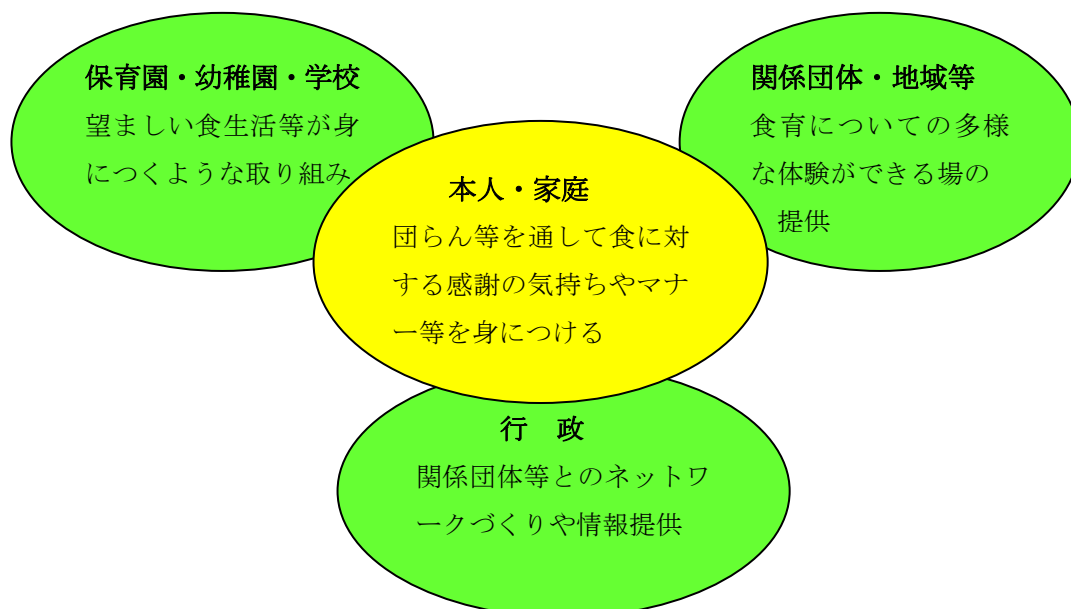 保育園・幼稚園・学校
望ましい食生活等が身
につくような取り組み
関係団体・地域等
食育についての多様
な体験ができる場の
提供
本人・家庭
団らん等を通して食に対
する感謝の気持ちやマナ
ー等を身につける
行　政
関係団体等とのネットワ
ークづくりや情報提供